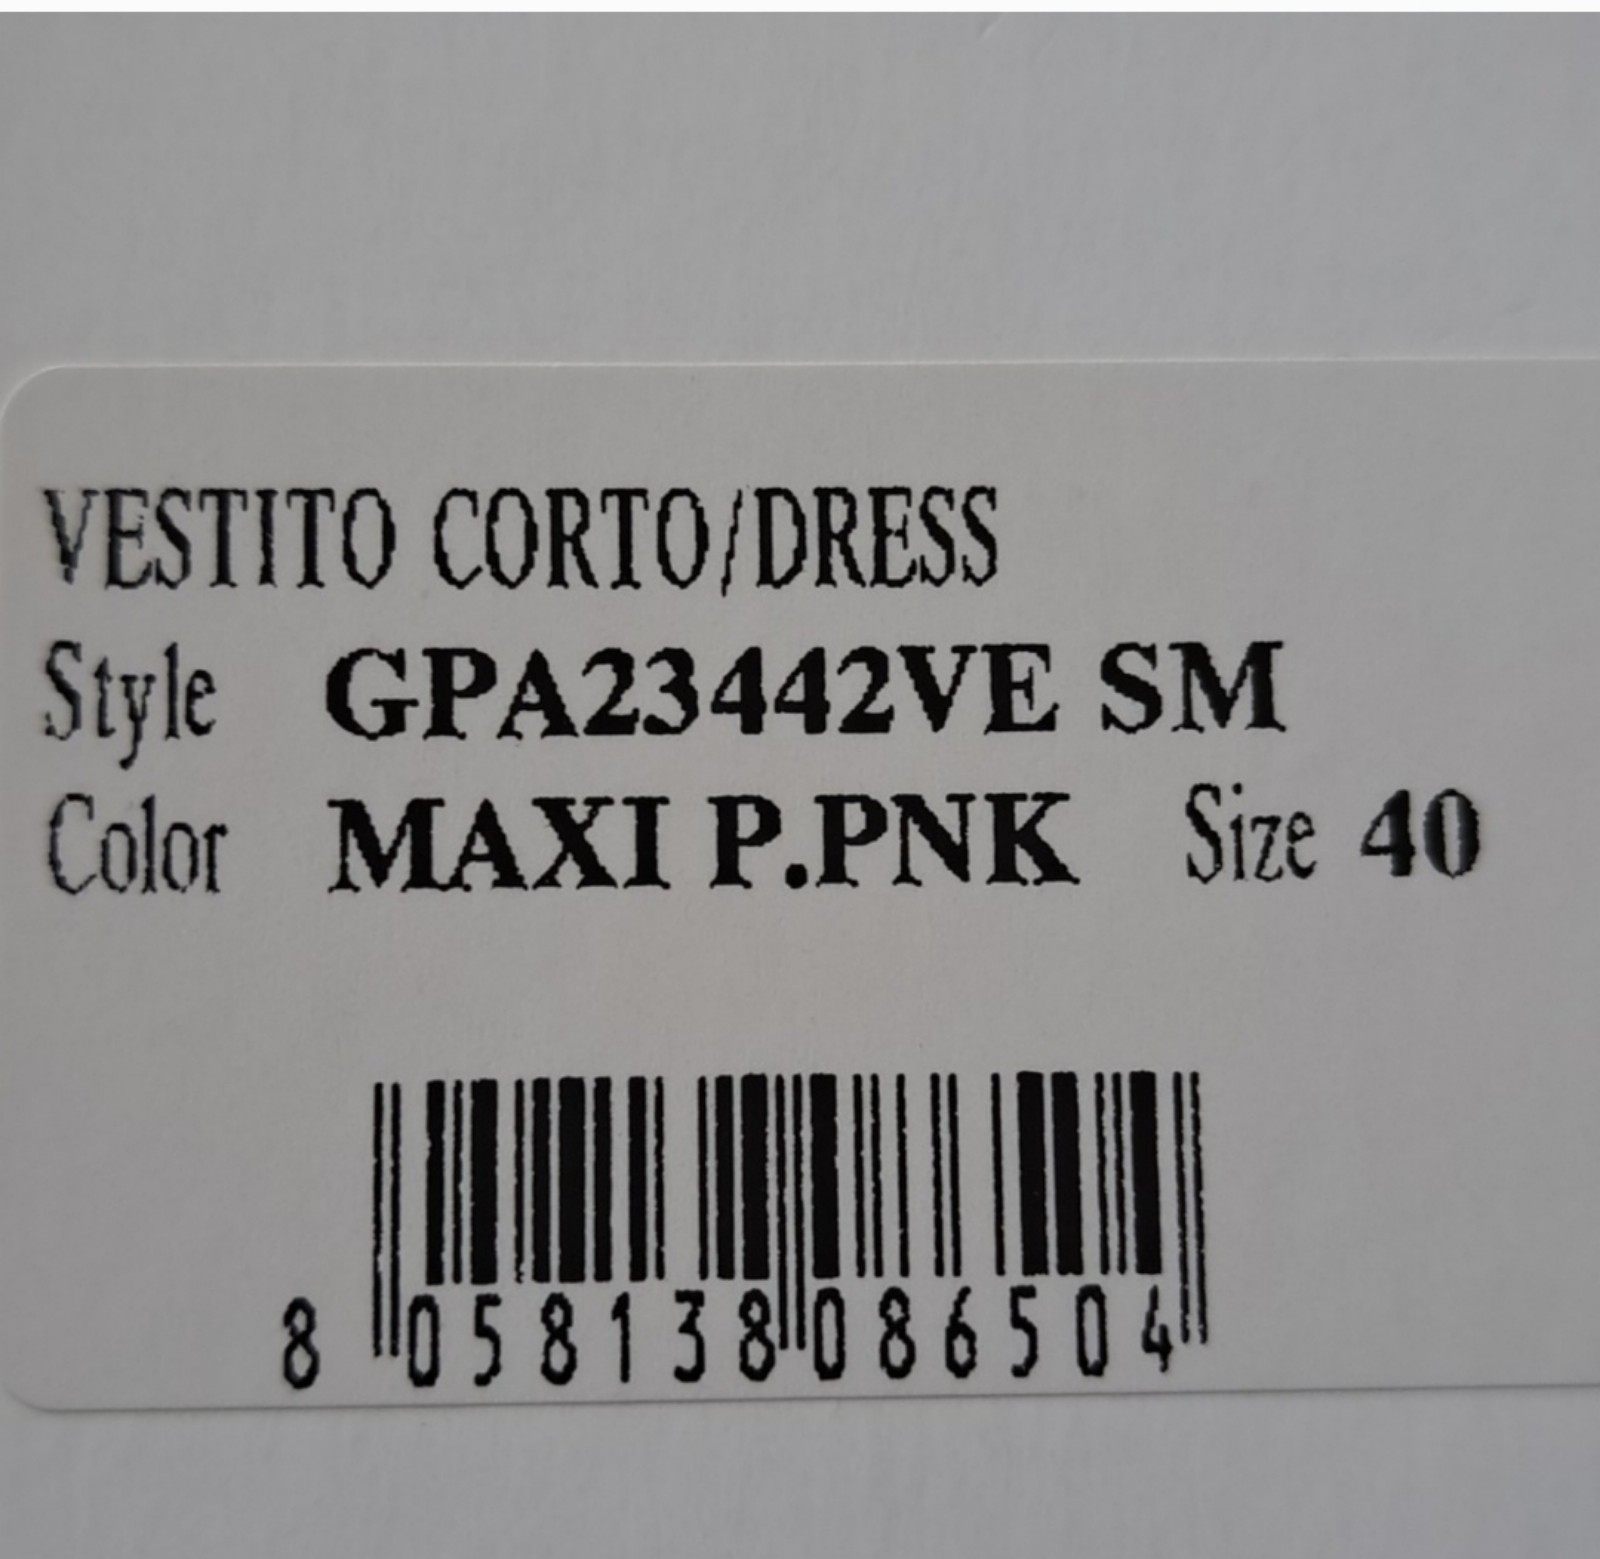 VESTITO CORTO/DRESS
Style GPA23442VE SM
Color MAXI P.PNK Size 40
8 058138 086504